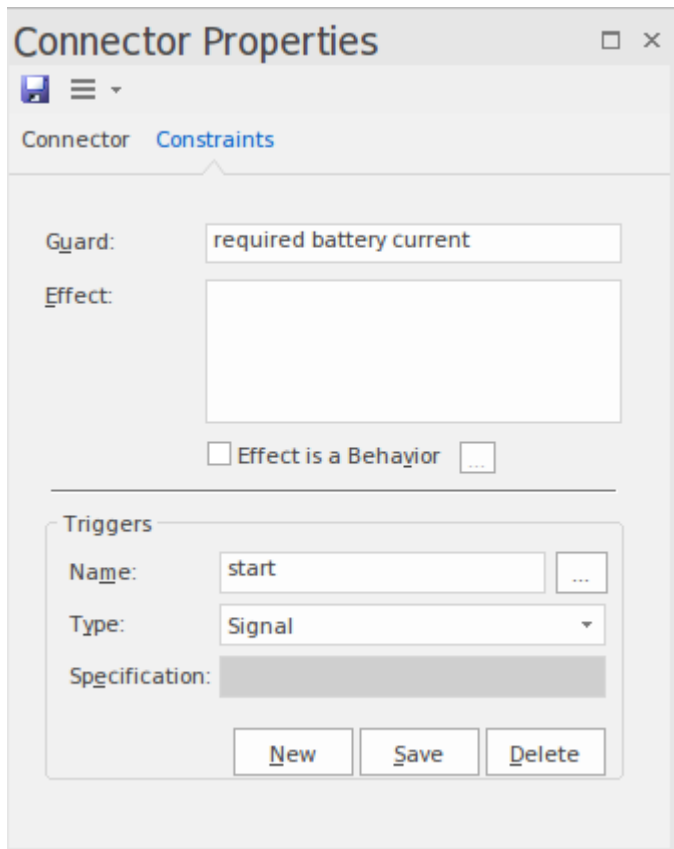 Connector Properties
Connector Constraints
Guard: required battery current
Effect:
Effect is a Behavior ...
Triggers
Name: start ...
Type: Signal
Specification:
New Save Delete